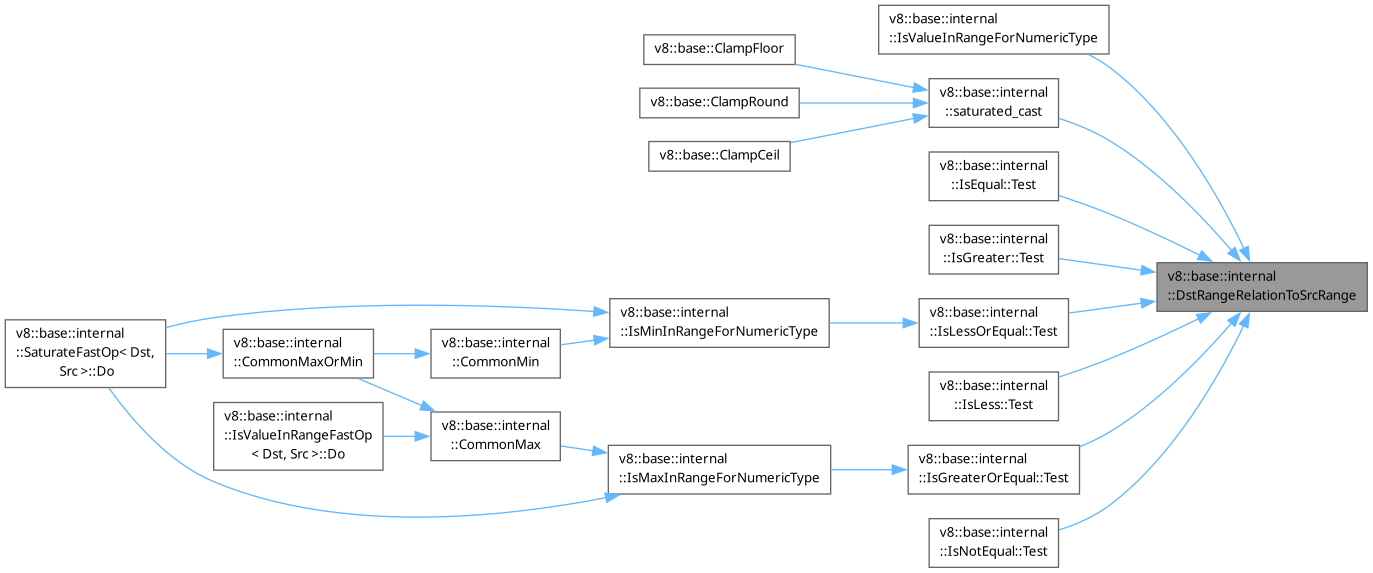 v8::base::internal
::IsValueInRangeForNumericType
v8::base::ClampFloor
v8::base::internal
::saturated_cast
v8::base::ClampRound
v8::base::ClampCeil
v8::base::internal
::IsEqual::Test
v8::base::internal
::IsGreater::Test
v8::base::internal
::DstRangeRelationToSrcRange
v8::base::internal
::IsMinInRangeForNumericType
v8::base::internal
::IsLessOrEqual::Test
v8::base::internal
::SaturateFastOp< Dst,
Src >::Do
v8::base::internal
::CommonMaxOrMin
v8::base::internal
::CommonMin
v8::base::internal
::IsLess::Test
v8::base::internal
::IsValueInRangeFastOp
< Dst, Src >::Do
v8::base::internal
::CommonMax
v8::base::internal
::IsMaxInRangeForNumericType
v8::base::internal
::IsGreaterOrEqual::Test
v8::base::internal
::IsNotEqual::Test